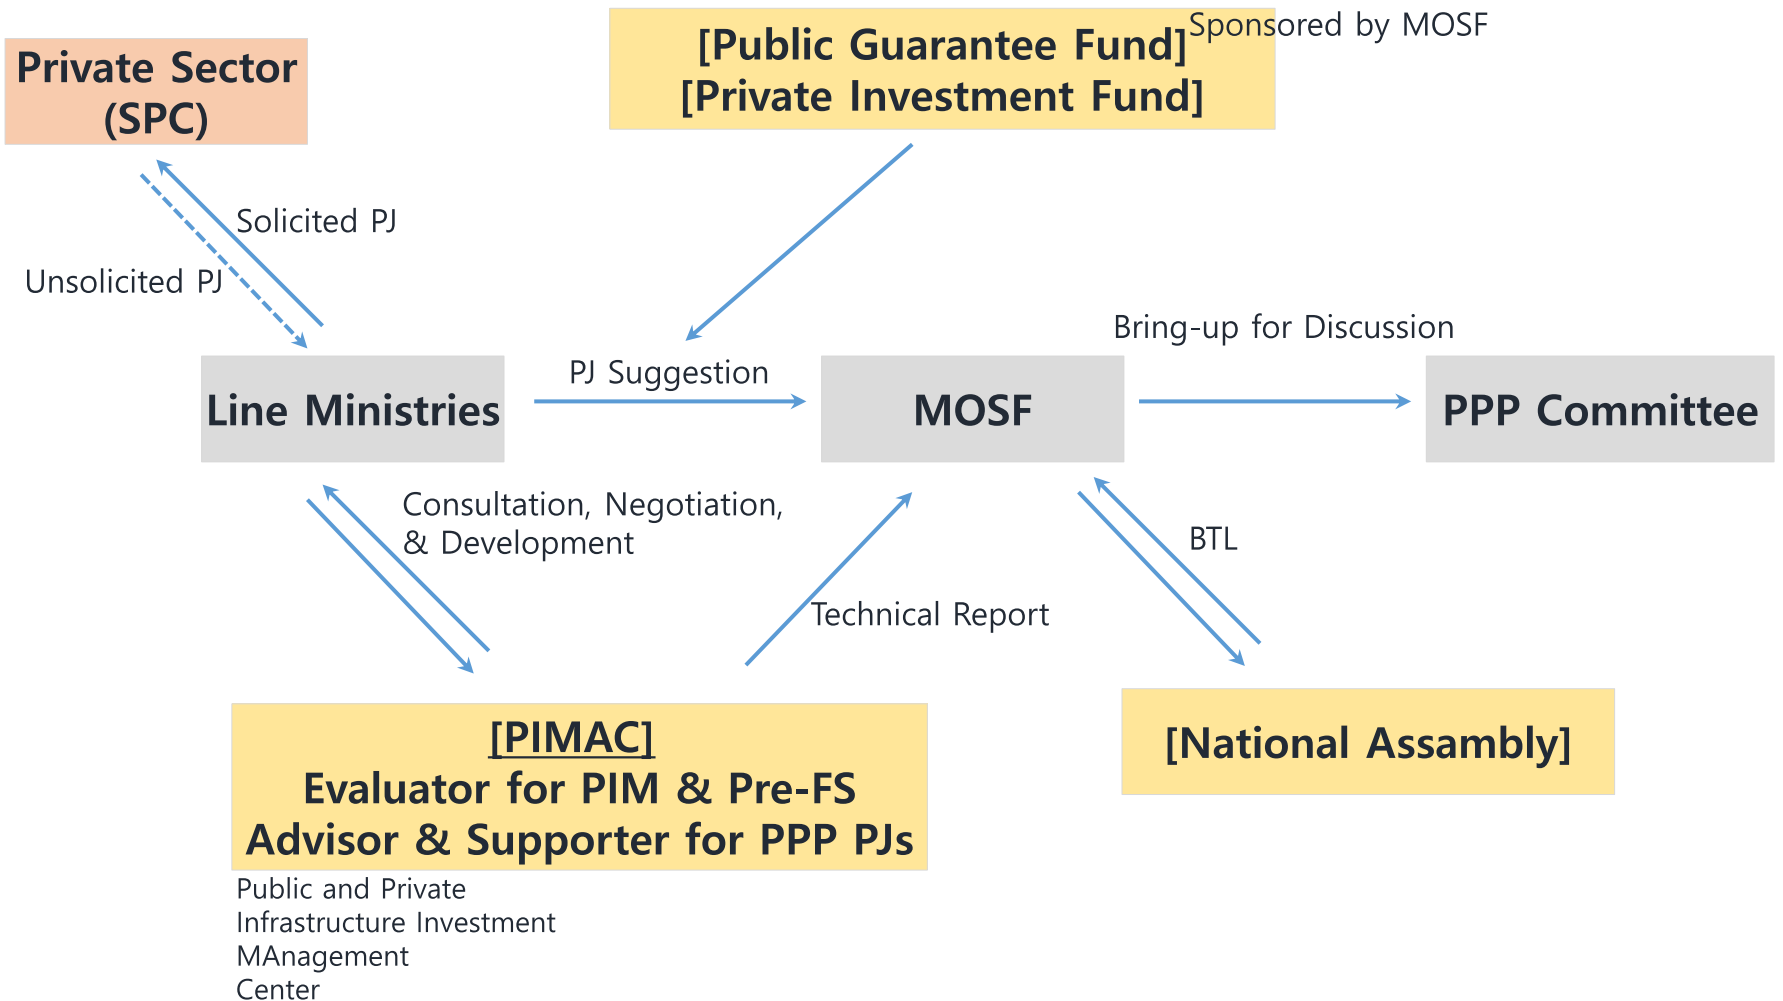 Sponsored by MOSF
[Public Guarantee Fund]
[Private Investment Fund]
Private Sector
(SPC)
Solicited PJ
Unsolicited PJ
Bring-up for Discussion
PJ Suggestion
Line Ministries
MOSF
PPP Committee
Consultation, Negotiation,
& Development
BTL
Technical Report
[PIMAC]
Evaluator for PIM & Pre-FS
Advisor & Supporter for PPP PJs
[National Assambly]
Public and Private
Infrastructure Investment
MAnagement
Center